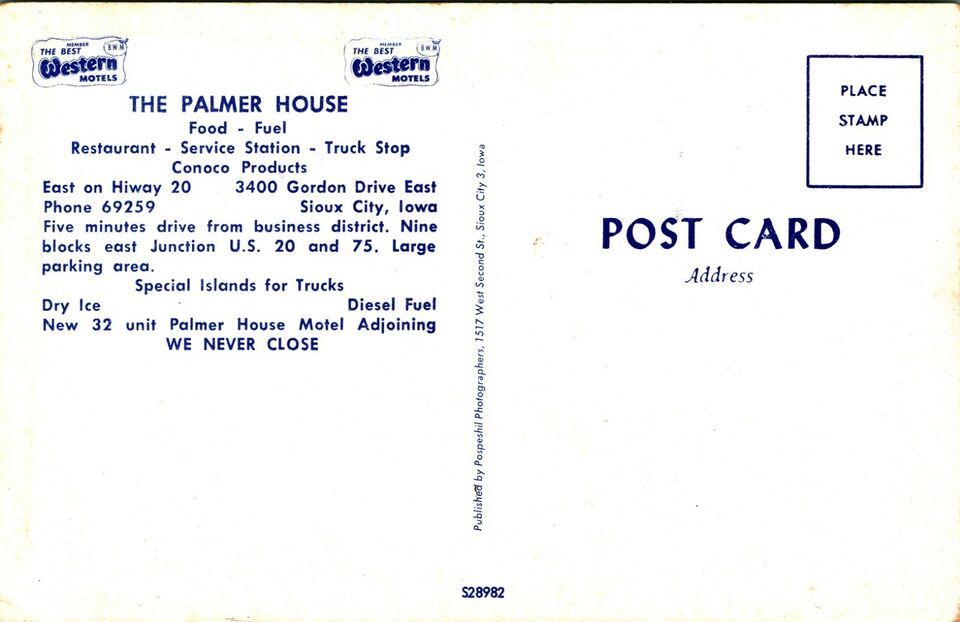 MEMBER
THE BEST
BWM
Western
MOTELS
MEMBER
THE BEST
BWM
Western
MOTELS
THE PALMER HOUSE
Food - Fuel
Restaurant - Service Station - Truck Stop
Conoco Products
East on Hiway 20 3400 Gordon Drive East
Phone 69259 Sioux City, Iowa
Five minutes drive from business district. Nine
blocks east Junction U.S. 20 and 75. Large
parking area.
Special Islands for Trucks
Dry Ice Diesel Fuel
New 32 unit Palmer House Motel Adjoining
WE NEVER CLOSE
Published by Pospeshil Photographers, 1517 West Second St., Sioux City 3, Iowa
S28982
PLACE
STAMP
HERE
POST CARD
Address